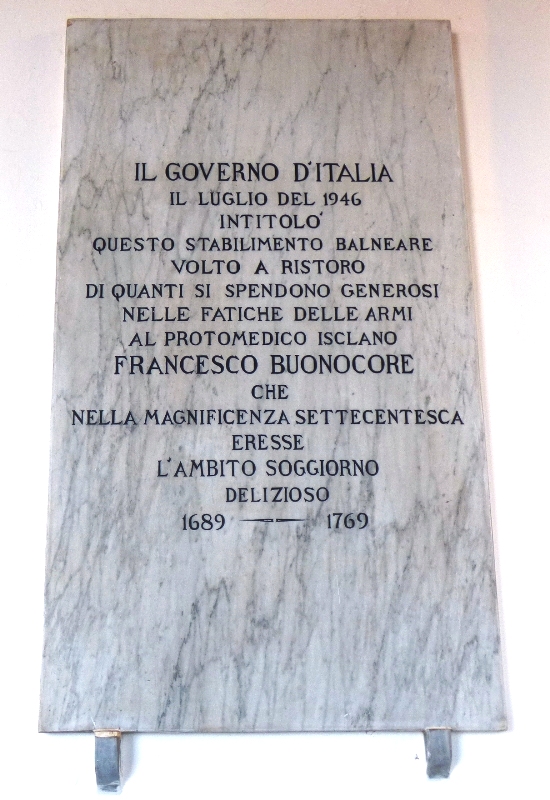 IL GOVERNO D'ITALIA
IL LUGLIO DEL 1946
INTITOLO'
QUESTO STABILIMENTO BALNEARE
VOLTO A RISTORO
DI QUANTI SI SPENDONO GENEROSI
NELLE FATICHE DELLE ARMI
AL PROTOMEDICO ISCLANO
FRANCESCO BUONOCORE
CHE
NELLA MAGNIFICENZA SETTECENTESCA
ERESSE
L'AMBITO SOGGIORNO
DELIZIOSO
1689 — 1769